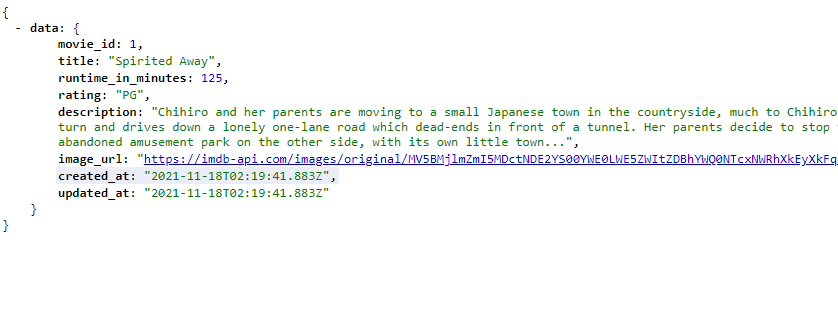 {
- data: {
movie_id: 1,
title: "Spirited Away",
runtime_in_minutes: 125,
rating: "PG",
description: "Chihiro and her parents are moving to a small Japanese town in the countryside, much to Chihiro
turn and drives down a lonely one-lane road which dead-ends in front of a tunnel. Her parents decide to stop
abandoned amusement park on the other side, with its own little town...",
image_url: "https://imdb-api.com/images/original/MV5BMjlmZmI5MDctNDE2YS00YWE0LWE5ZWItZDBhYWQ0NTcxNWRhXkEyXkFq
created_at: "2021-11-18T02:19:41.883Z",
updated_at: "2021-11-18T02:19:41.883Z"
}
}